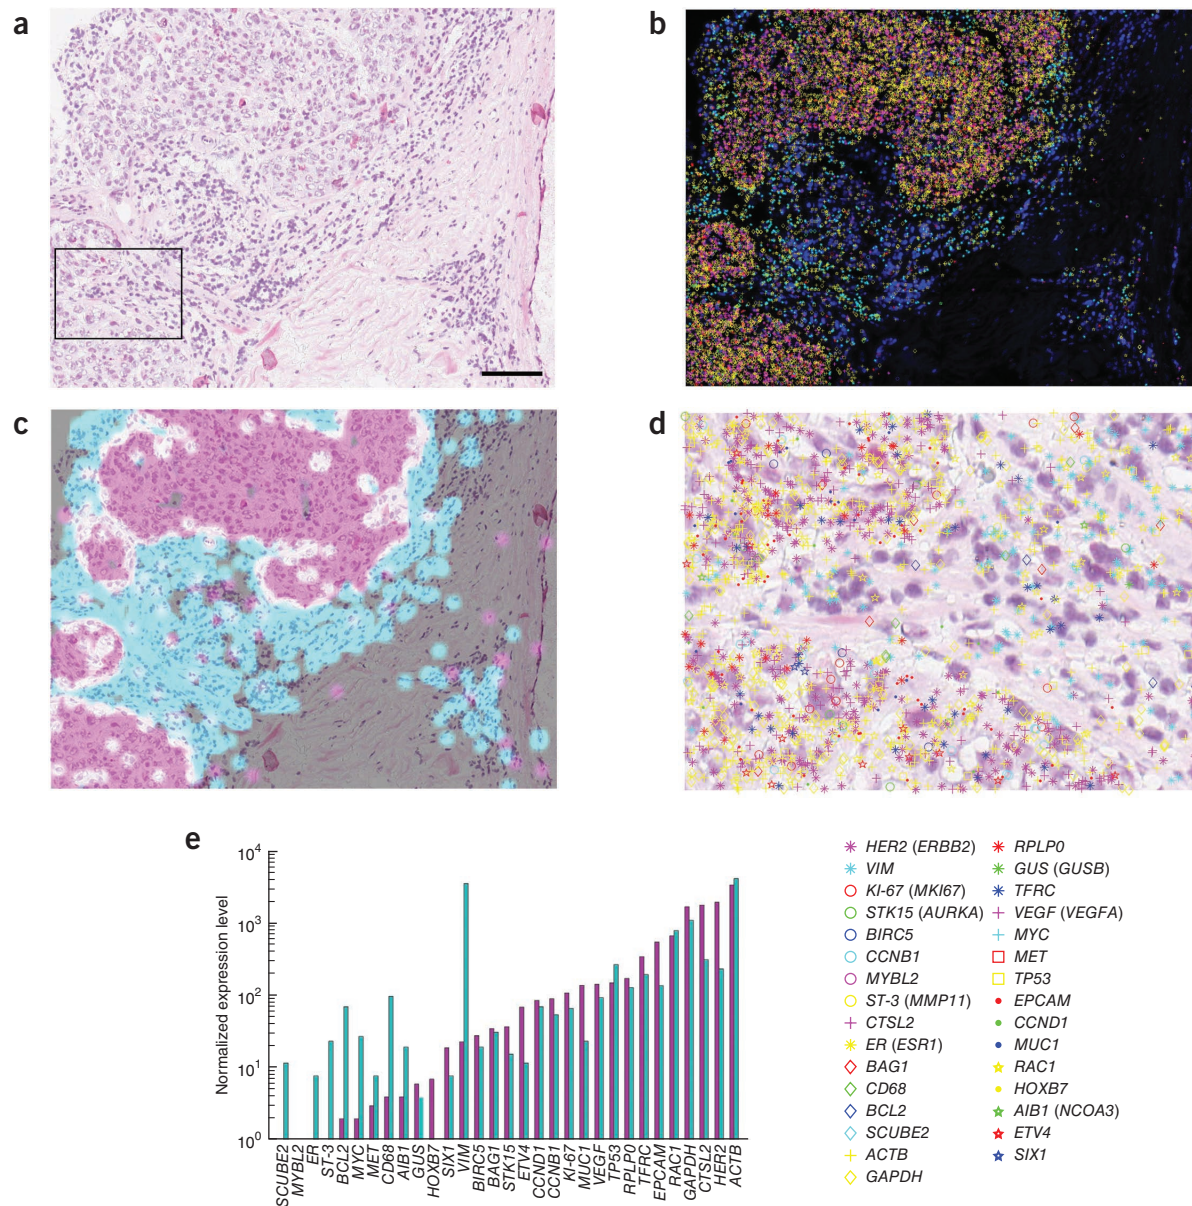 a
b
c
d
e
Normalized expression level
10^4
10^3
10^2
10^1
10^0
SCUBE2
MYBL2
ER
ST-3
BCL2
MYC
MET
CD68
AIB1
GUS
HOXB7
SIX1
VIM
BIRC5
BAG1
STK15
ETV4
CCND1
CCNB1
KI-67
MUC1
VEGF
TP53
RPLP0
TFRC
EPCAM
RAC1
GAPDH
CTSL2
HER2
ACTB
HER2 (ERBB2)
VIM
KI-67 (MKI67)
STK15 (AURKA)
BIRC5
CCNB1
MYBL2
ST-3 (MMP11)
CTSL2
ER (ESR1)
BAG1
CD68
BCL2
SCUBE2
ACTB
GAPDH
RPLP0
GUS (GUSB)
TFRC
VEGF (VEGFA)
MYC
MET
TP53
EPCAM
CCND1
MUC1
RAC1
HOXB7
AIB1 (NCOA3)
ETV4
SIX1